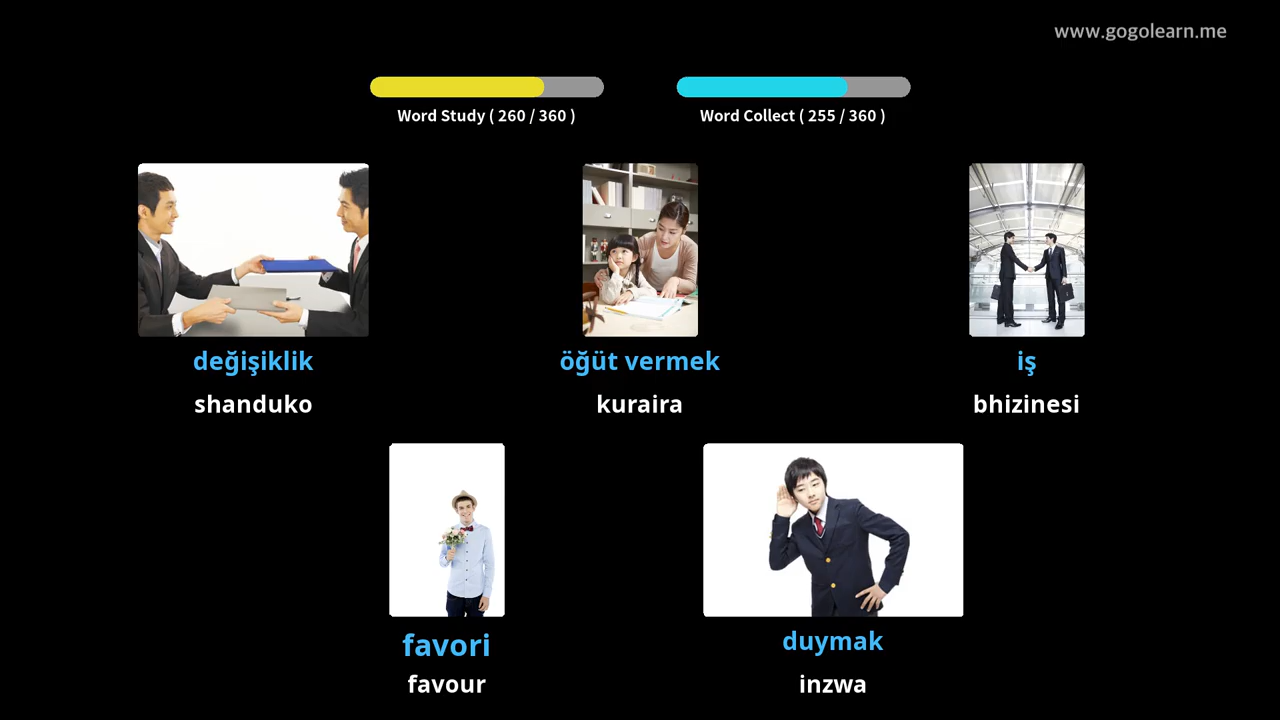 www.gogolearn.me
Word Study ( 260 / 360 )
Word Collect ( 255 / 360 )
değişiklik
öğüt vermek
iş
shanduko
kuraira
bhizinesi
favori
duymak
favour
inzwa